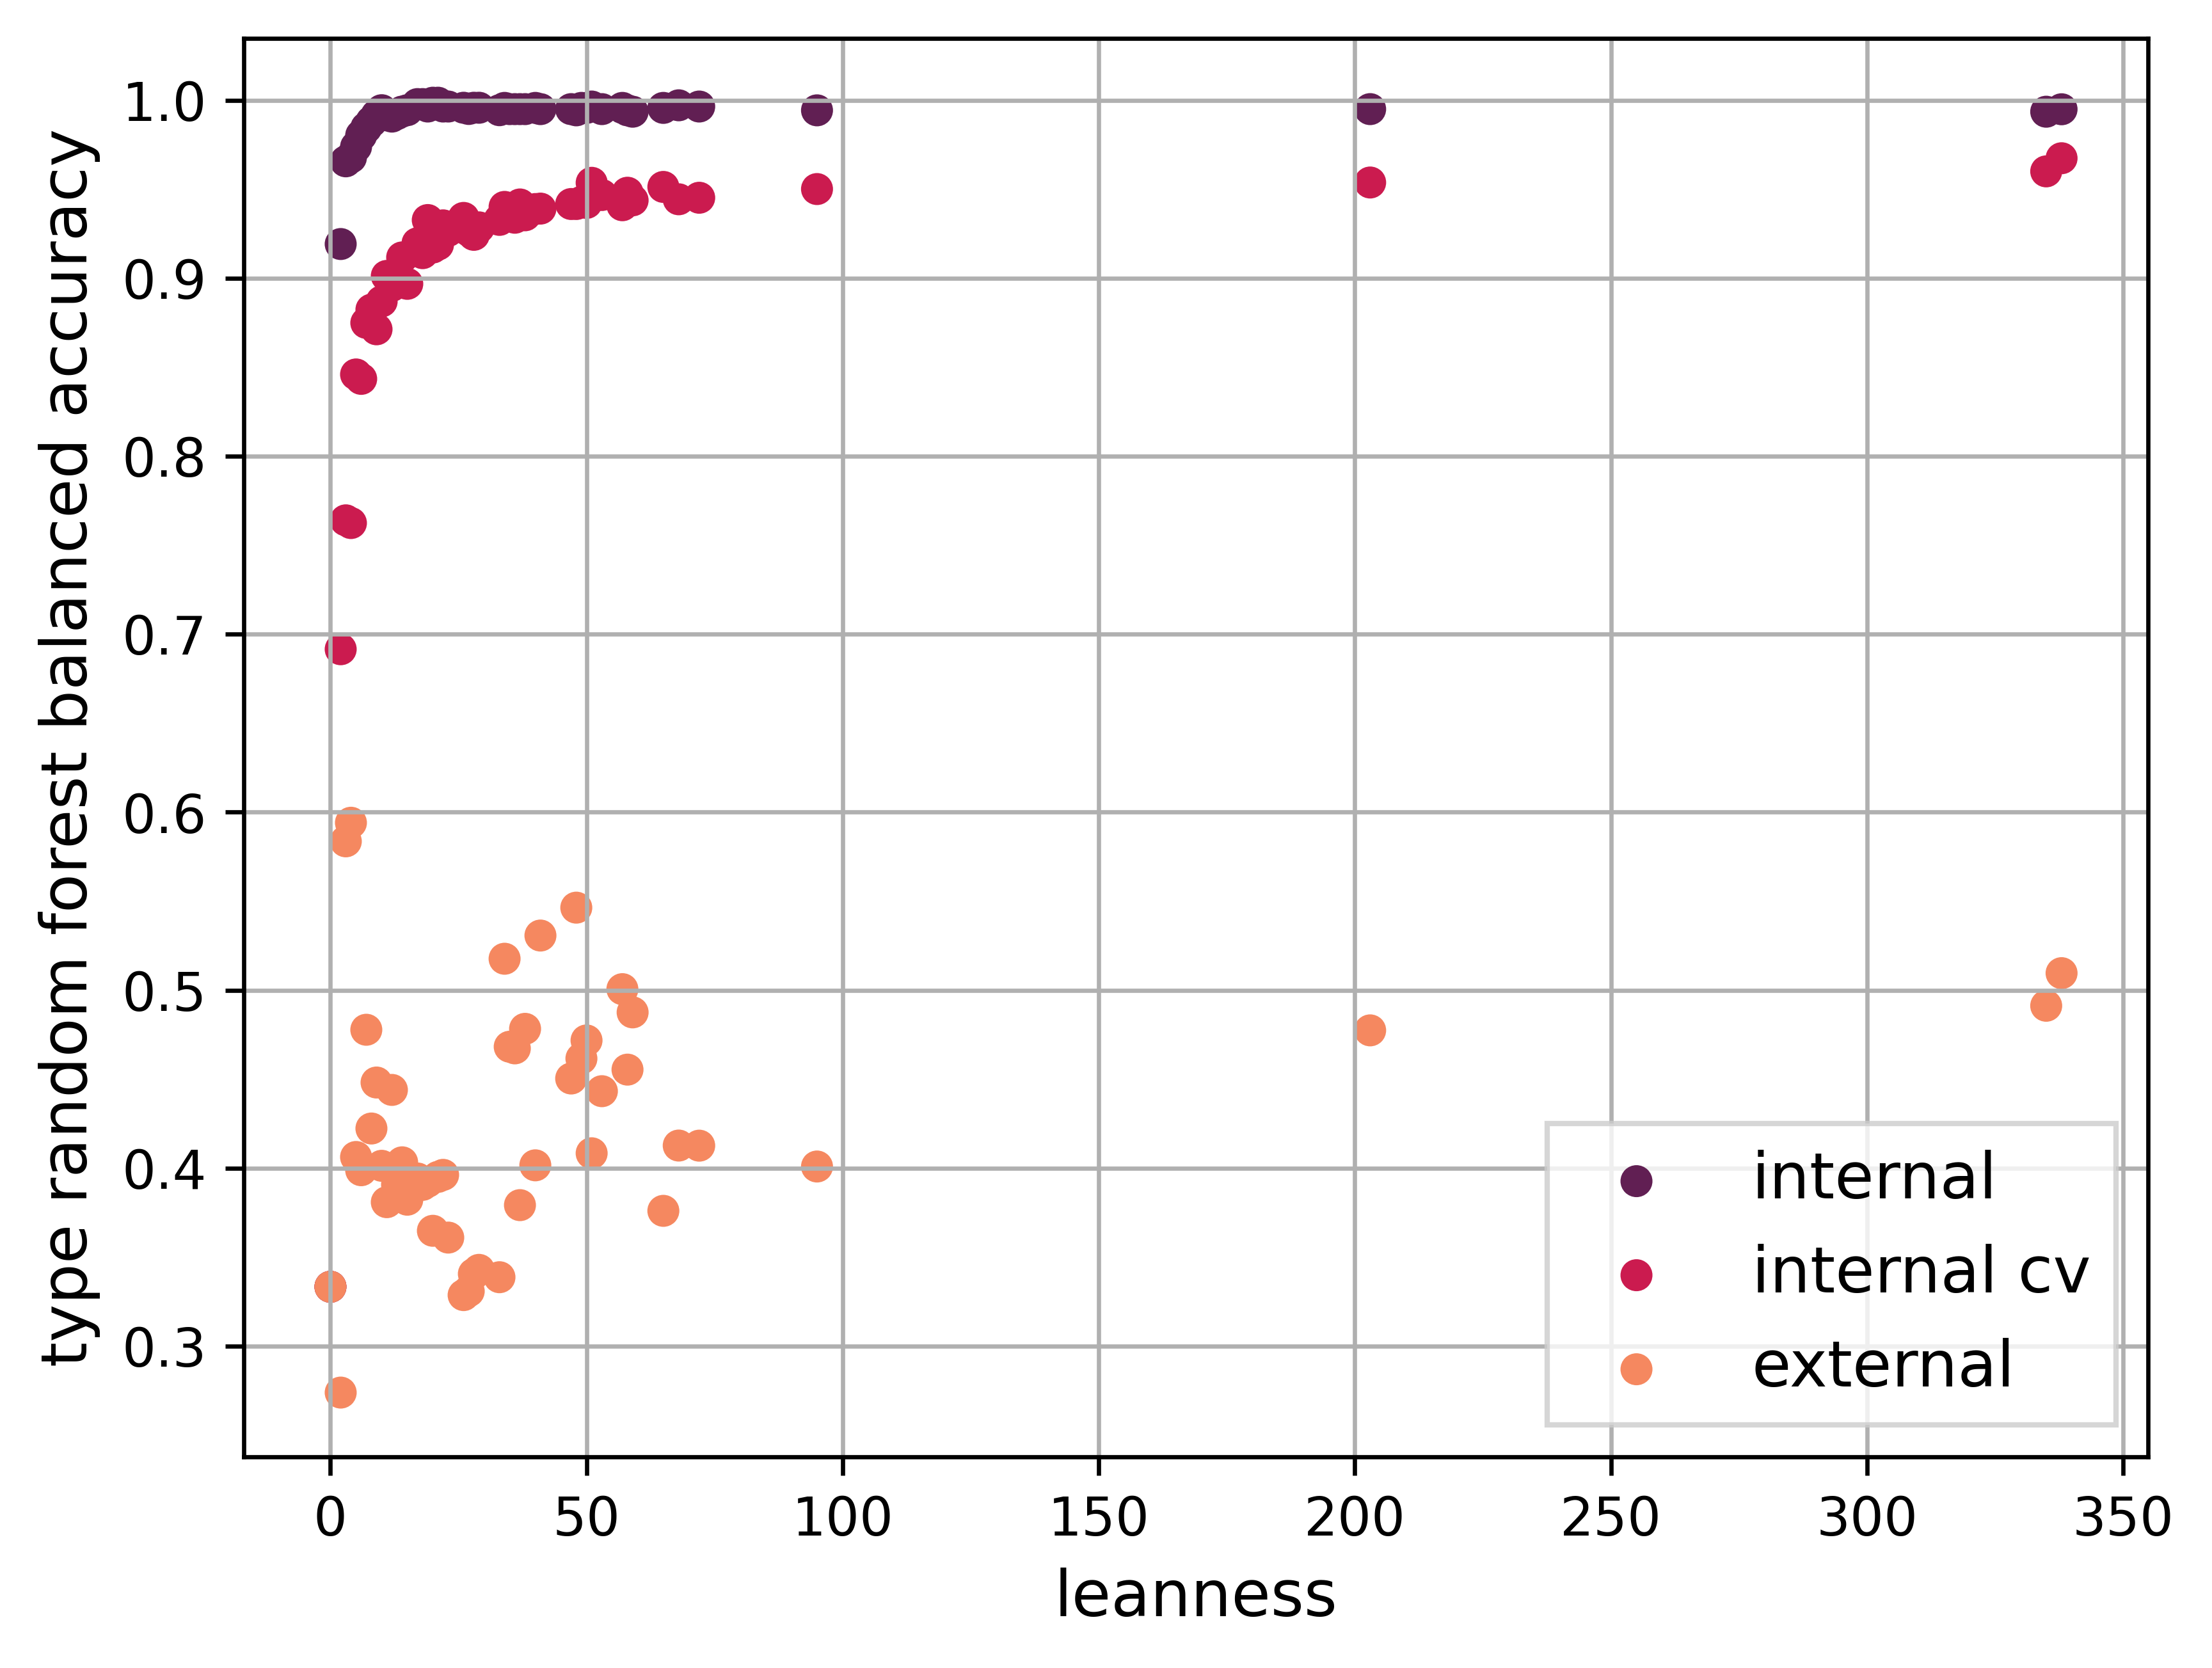 type random forest balanced accuracy
1.0
0.9
0.8
0.7
0.6
0.5
0.4
0.3
internal
internal cv
external
0 50 100 150 200 250 300 350
leanness